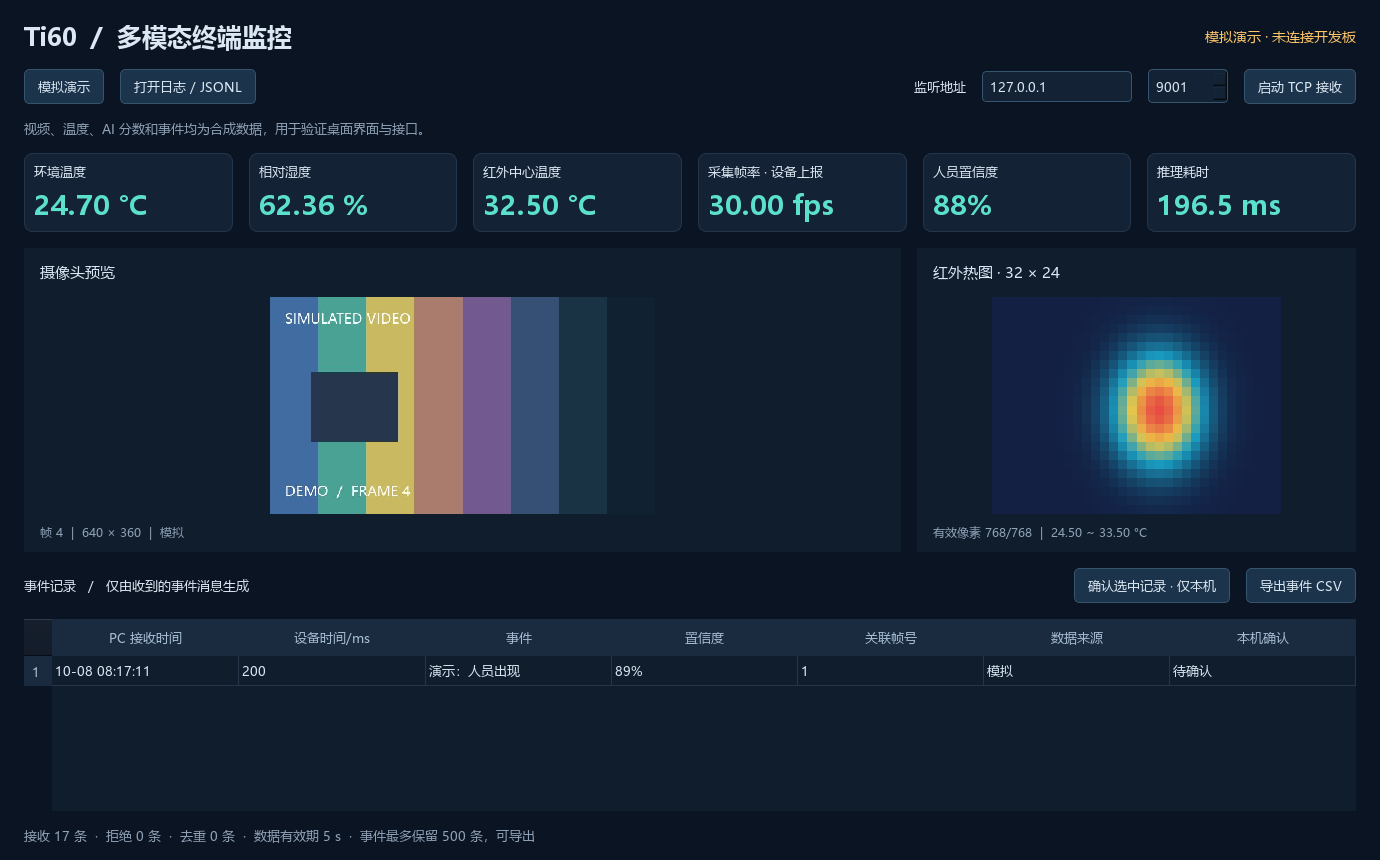 Ti60 / 多模态终端监控
模拟演示 · 未连接开发板
模拟演示 打开日志 / JSONL 监听地址 127.0.0.1 9001 启动 TCP 接收
视频、温度、AI 分数和事件均为合成数据，用于验证桌面界面与接口。
环境温度 相对湿度 红外中心温度 采集帧率 · 设备上报 人员置信度 推理耗时
24.70 °C 62.36 % 32.50 °C 30.00 fps 88% 196.5 ms
摄像头预览
SIMULATED VIDEO
DEMO / FRAME 4
帧 4 | 640 × 360 | 模拟
红外热图 · 32 × 24
有效像素 768/768 | 24.50 ~ 33.50 °C
事件记录 / 仅由收到的事件消息生成 确认选中记录 · 仅本机 导出事件 CSV
PC 接收时间 设备时间/ms 事件 置信度 关联帧号 数据来源 本机确认
1 10-08 08:17:11 200 演示：人员出现 89% 1 模拟 待确认
接收 17 条 · 拒绝 0 条 · 去重 0 条 · 数据有效期 5 s · 事件最多保留 500 条，可导出